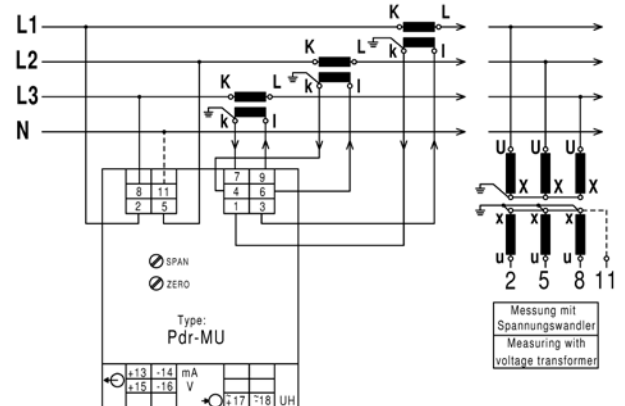 K L
L1
K L k l
L2
K L k l
L3
k l
N
U U U
7 9
8 11 4 6 X X X
2 5 1 3
x x x
SPAN
u u u
ZERO
2 5 8 11
Type:
Pdr-MU
Messung mit
Spannungswandler
Measuring with
voltage transformer
+13 -14 mA
+15 -16 V
+17 -18 UH